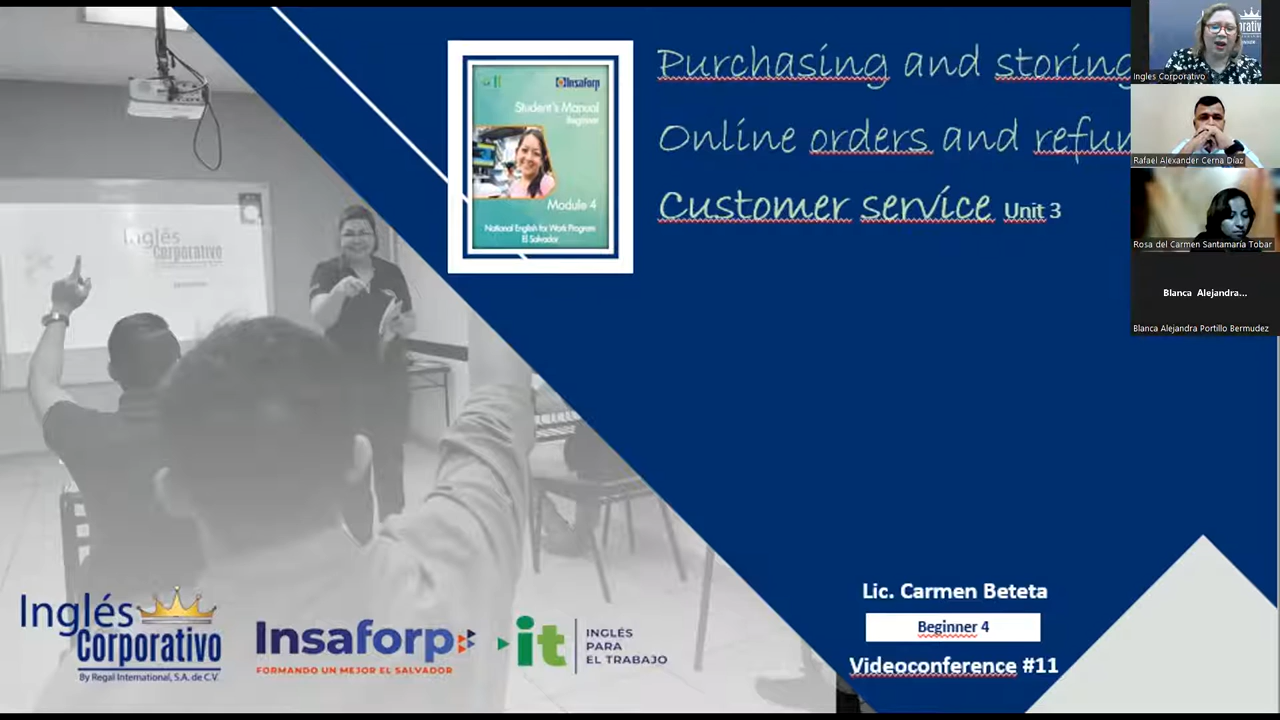 Purchasing and storing
Online orders and refun
Customer service Unit 3
Insaforp
Student's Manual
Beginner
Module 4
National English for Work Program
El Salvador
Inglés
Corporativo
Inglés
Corporativo
By Regal International, S.A. de C.V.
Insaforp
FORMANDO UN MEJOR EL SALVADOR
it
INGLÉS
PARA
EL TRABAJO
Lic. Carmen Beteta
Beginner 4
Videoconference #11
Ingles Corporativo
Rafael Alexander Cerna Díaz
Rosa del Carmen Santamaría Tobar
Blanca Alejandra...
Blanca Alejandra Portillo Bermudez